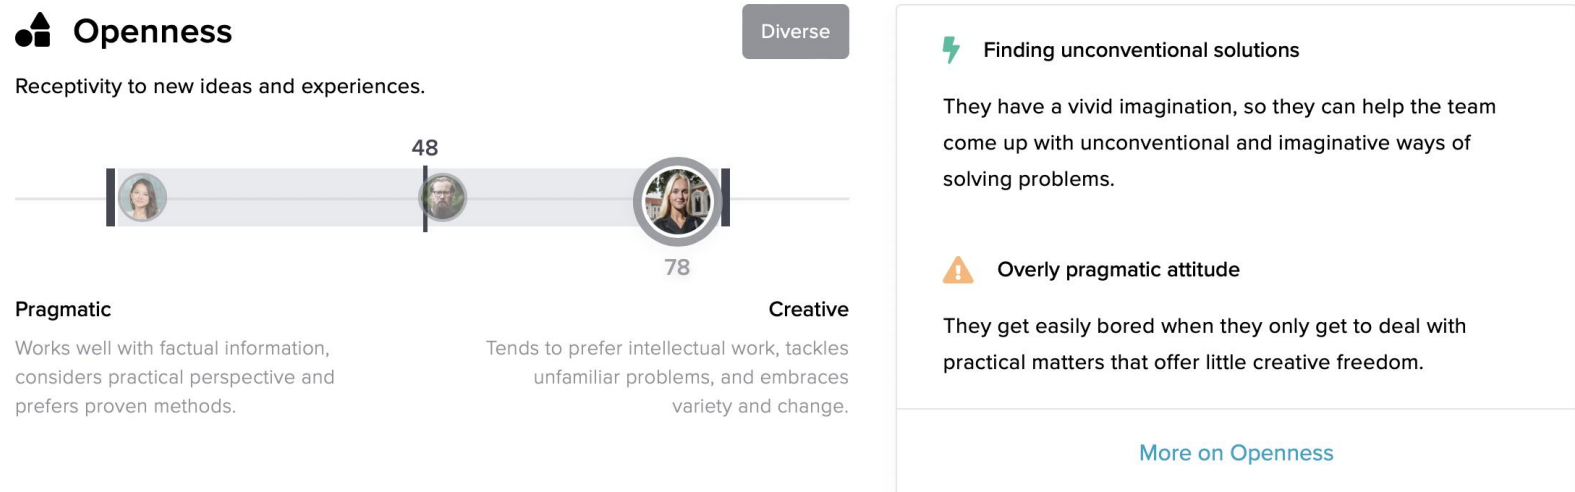 Openness
Diverse
Receptivity to new ideas and experiences.
48
78
Pragmatic
Works well with factual information,
considers practical perspective and
prefers proven methods.
Creative
Tends to prefer intellectual work, tackles
unfamiliar problems, and embraces
variety and change.
Finding unconventional solutions
They have a vivid imagination, so they can help the team
come up with unconventional and imaginative ways of
solving problems.
Overly pragmatic attitude
They get easily bored when they only get to deal with
practical matters that offer little creative freedom.
More on Openness